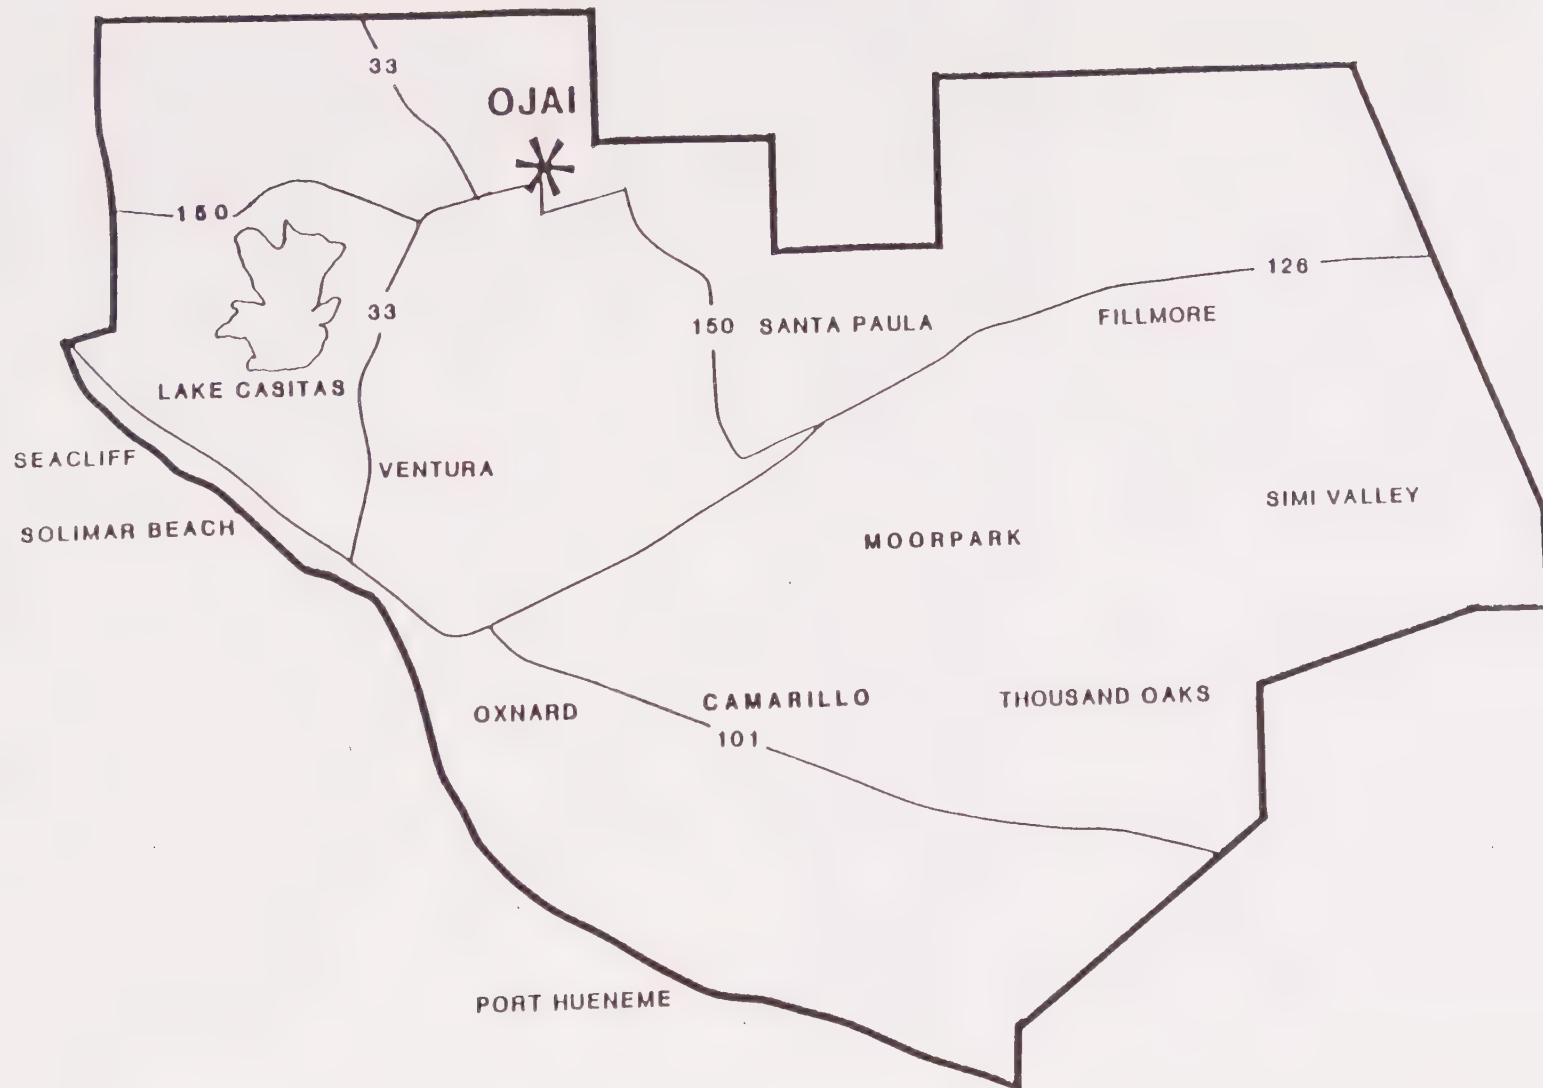 33
OJAI
150
126
33
150 SANTA PAULA
FILLMORE
LAKE CASITAS
SEACLIFF
VENTURA
SIMI VALLEY
SOLIMAR BEACH
MOORPARK
OXNARD
CAMARILLO
THOUSAND OAKS
101
PORT HUENEME